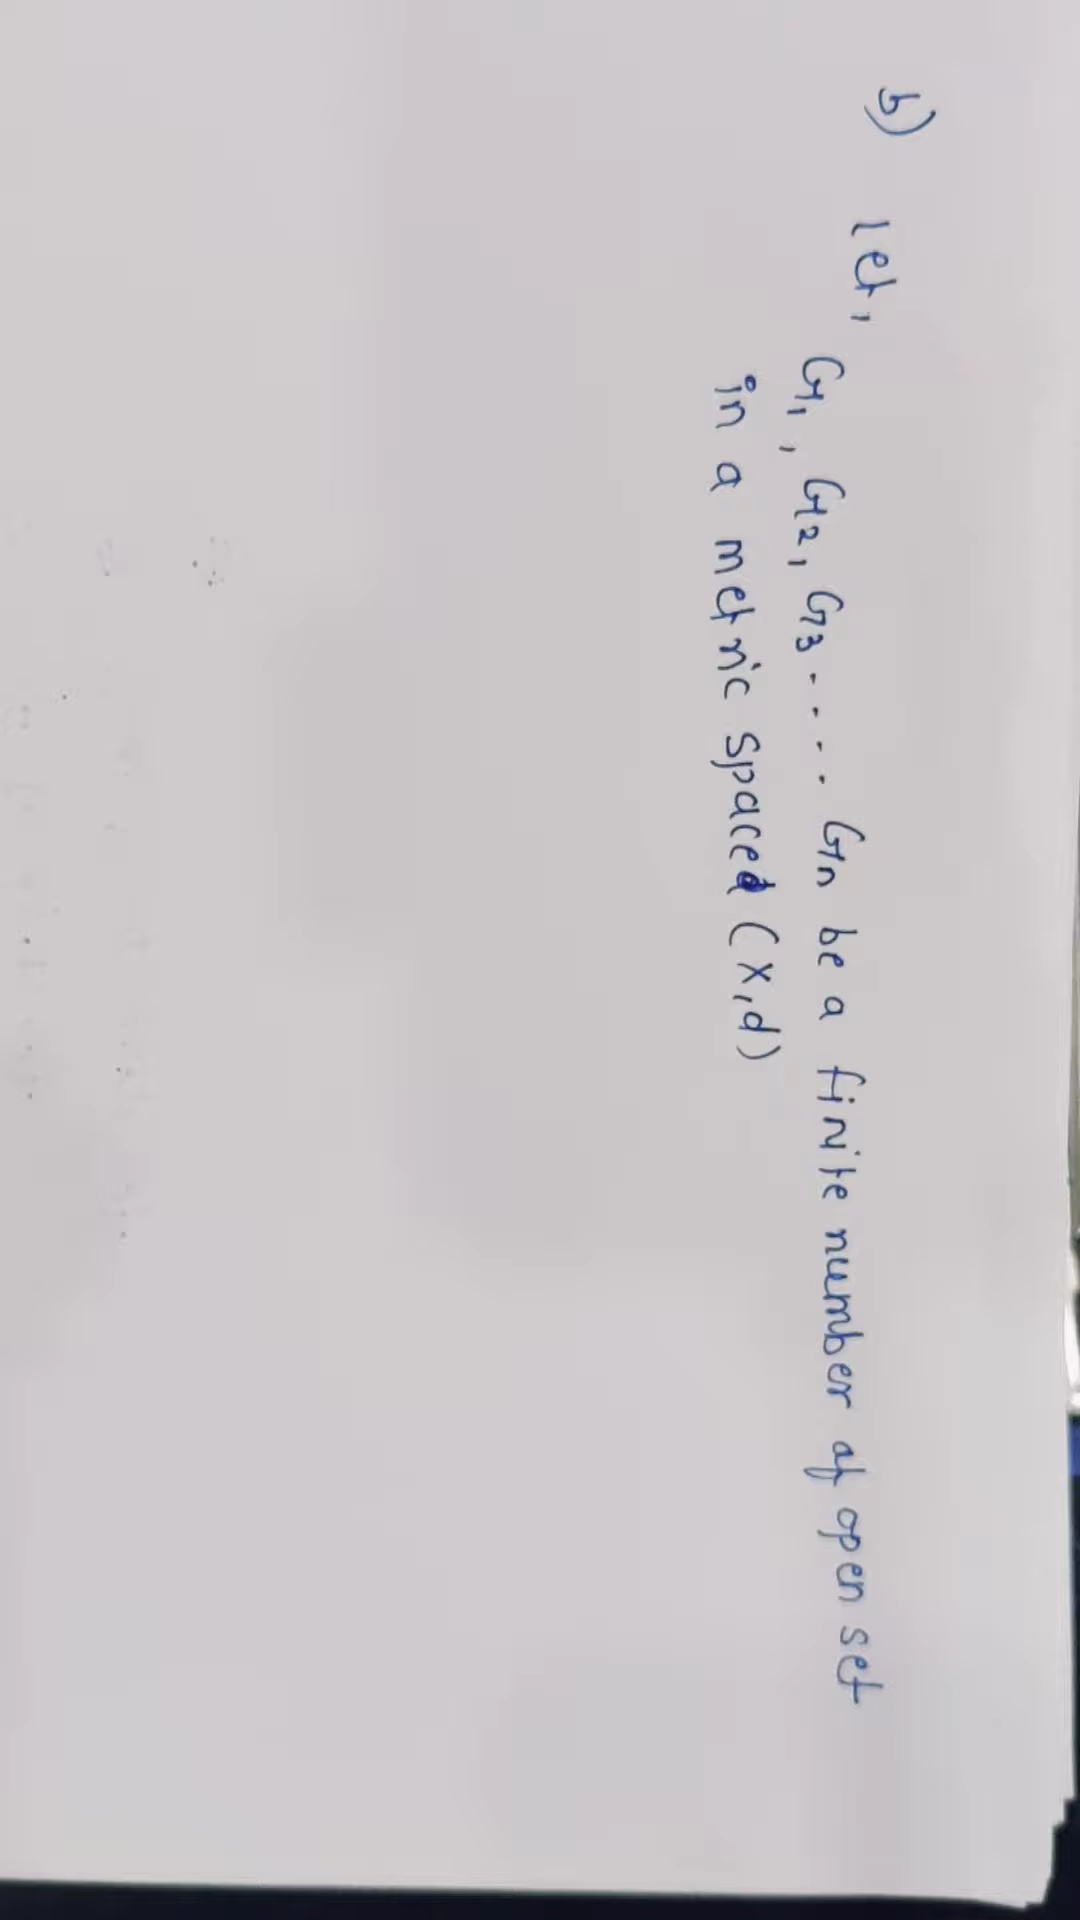 b) let, G1, G2, G3.... Gn be a finite number of open set
in a metric space (X,d)